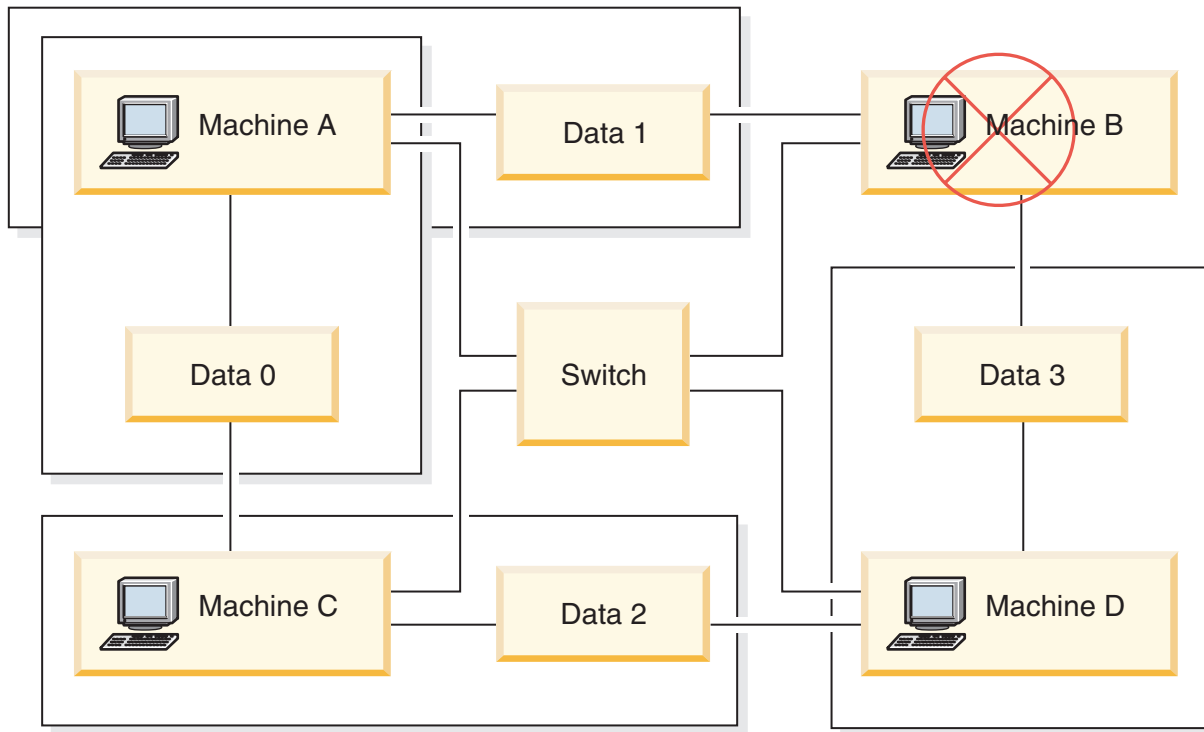 Machine A
Data 1
Machine B
Data 0
Switch
Data 3
Machine C
Data 2
Machine D